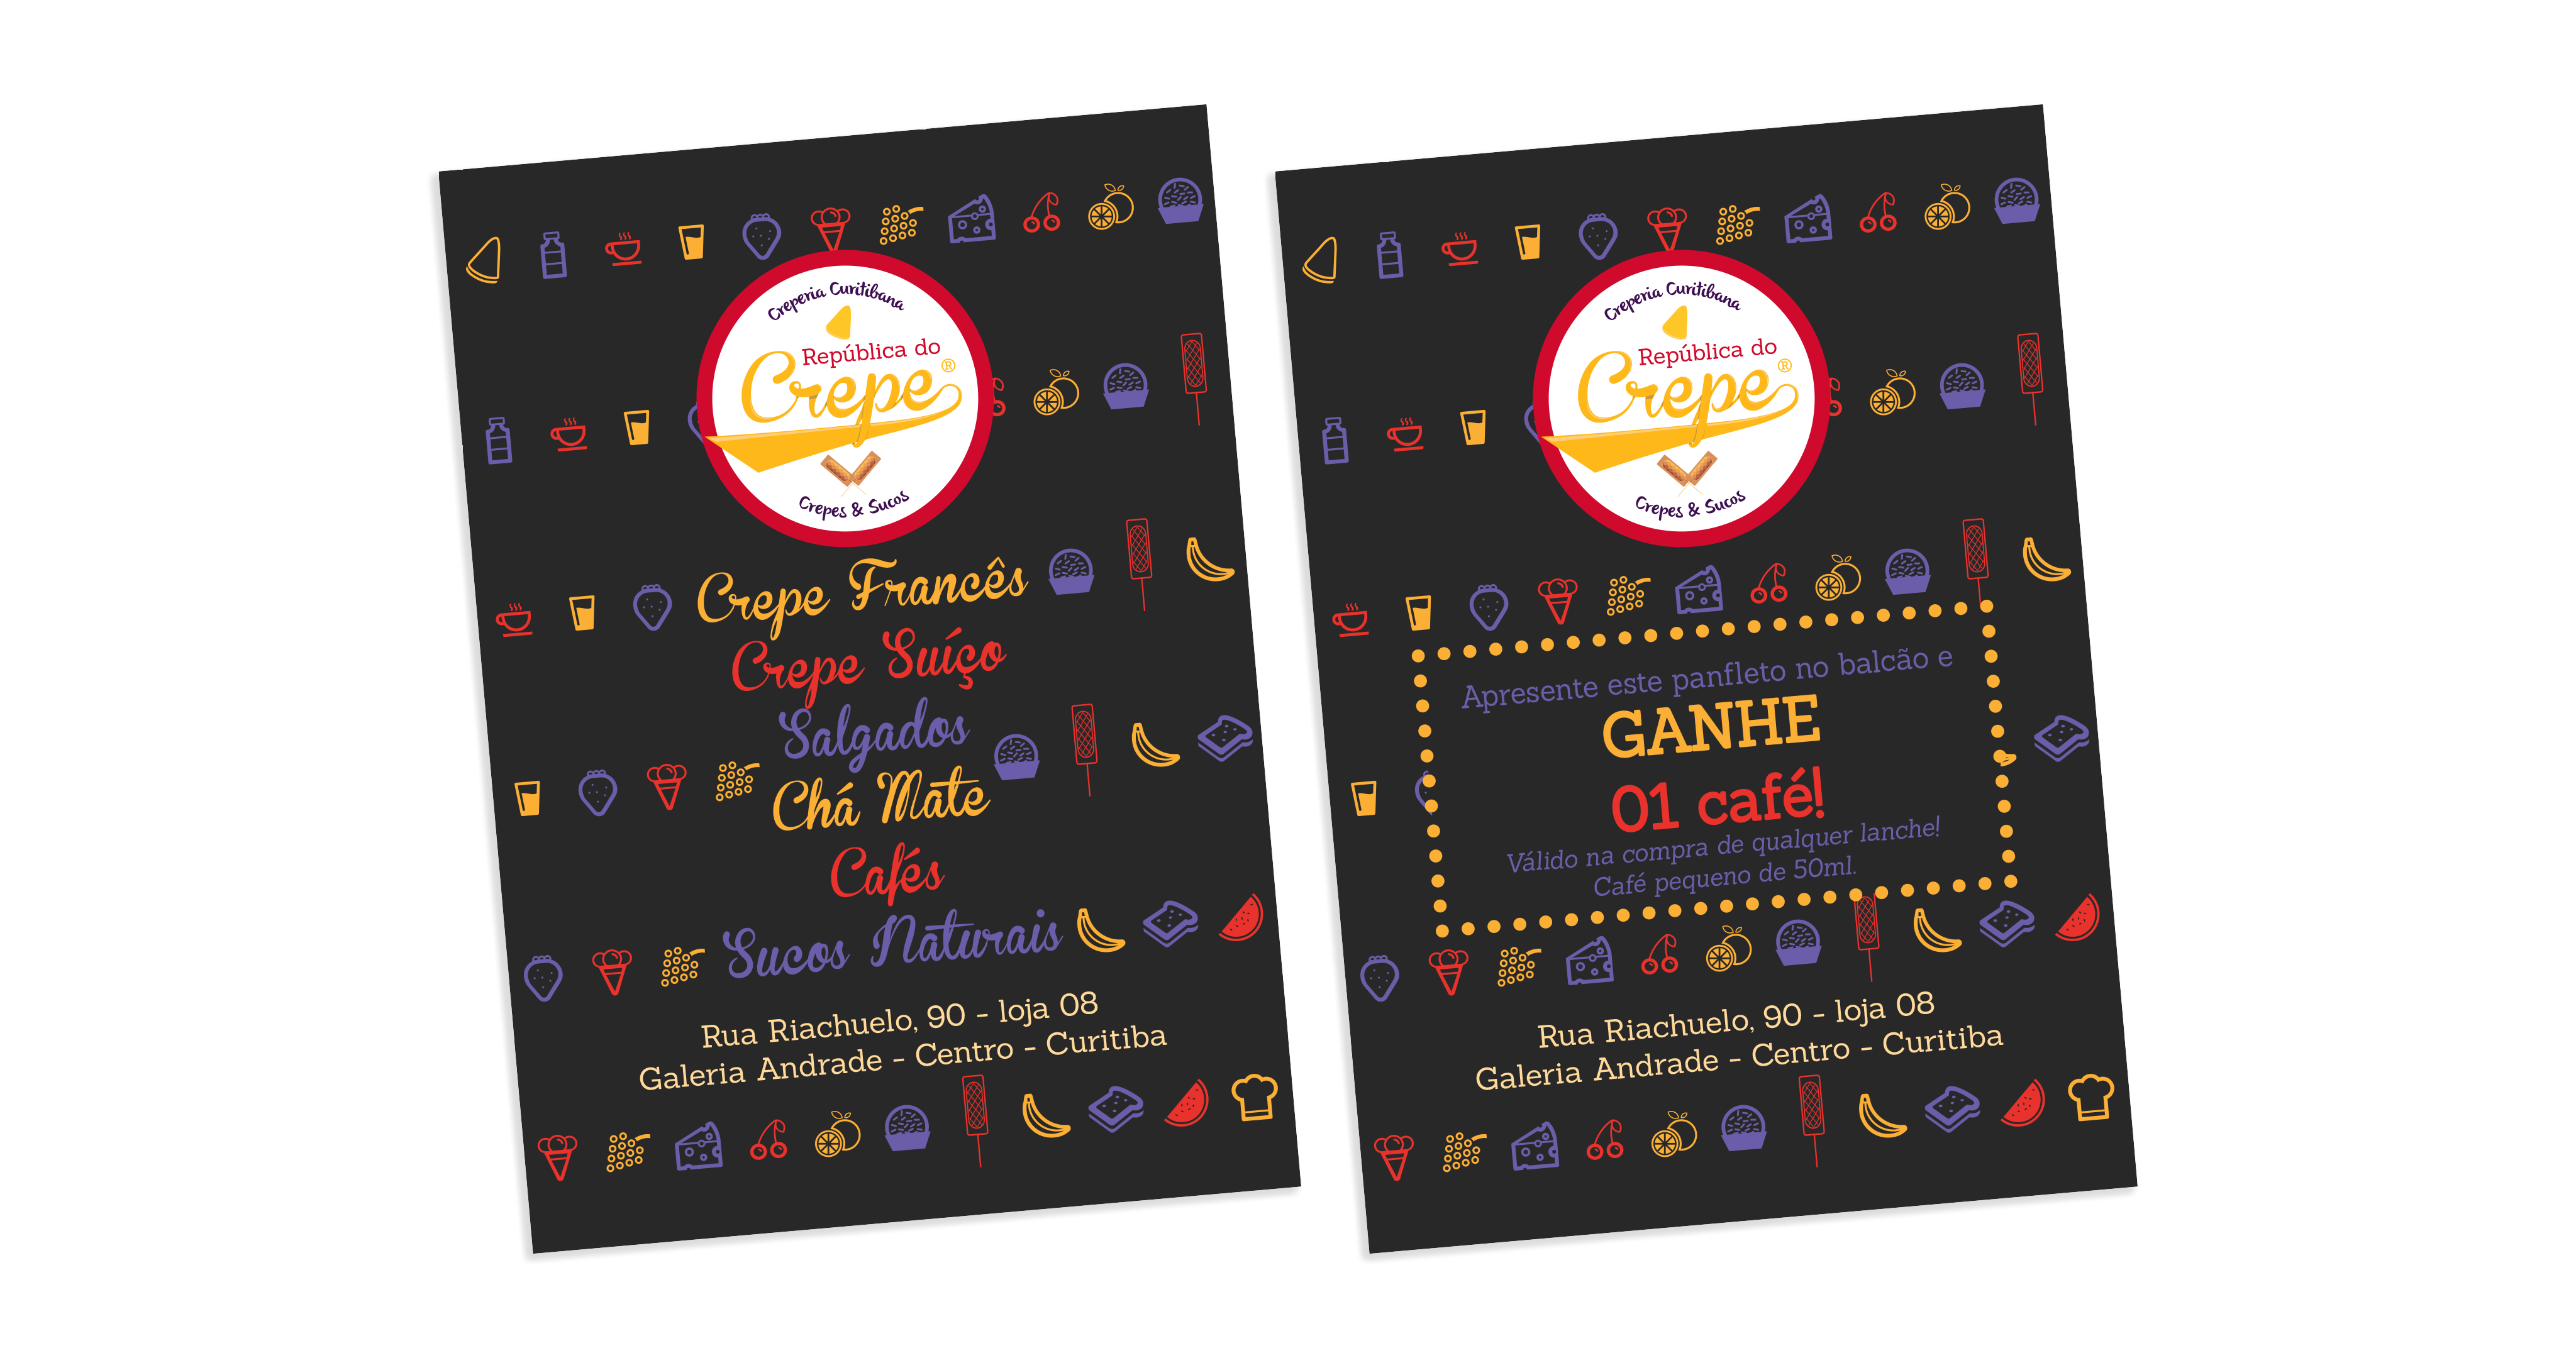 Creperia Curitibana
República do
Crepe®
Crepes & Sucos
Crepe Francês
Crepe Suíço
Salgados
Chá Mate
Cafés
Sucos Naturais
Rua Riachuelo, 90 - loja 08
Galeria Andrade - Centro - Curitiba
Creperia Curitibana
República do
Crepe®
Crepes & Sucos
Apresente este panfleto no balcão e
GANHE
01 café!
Válido na compra de qualquer lanche!
Café pequeno de 50ml.
Rua Riachuelo, 90 - loja 08
Galeria Andrade - Centro - Curitiba